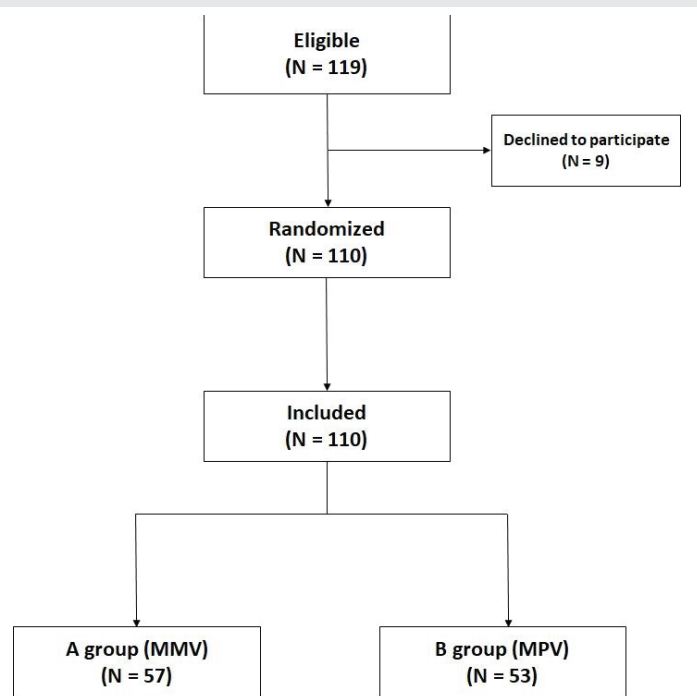 Eligible
(N = 119)
Declined to participate
(N = 9)
Randomized
(N = 110)
Included
(N = 110)
A group (MMV)
(N = 57)
B group (MPV)
(N = 53)